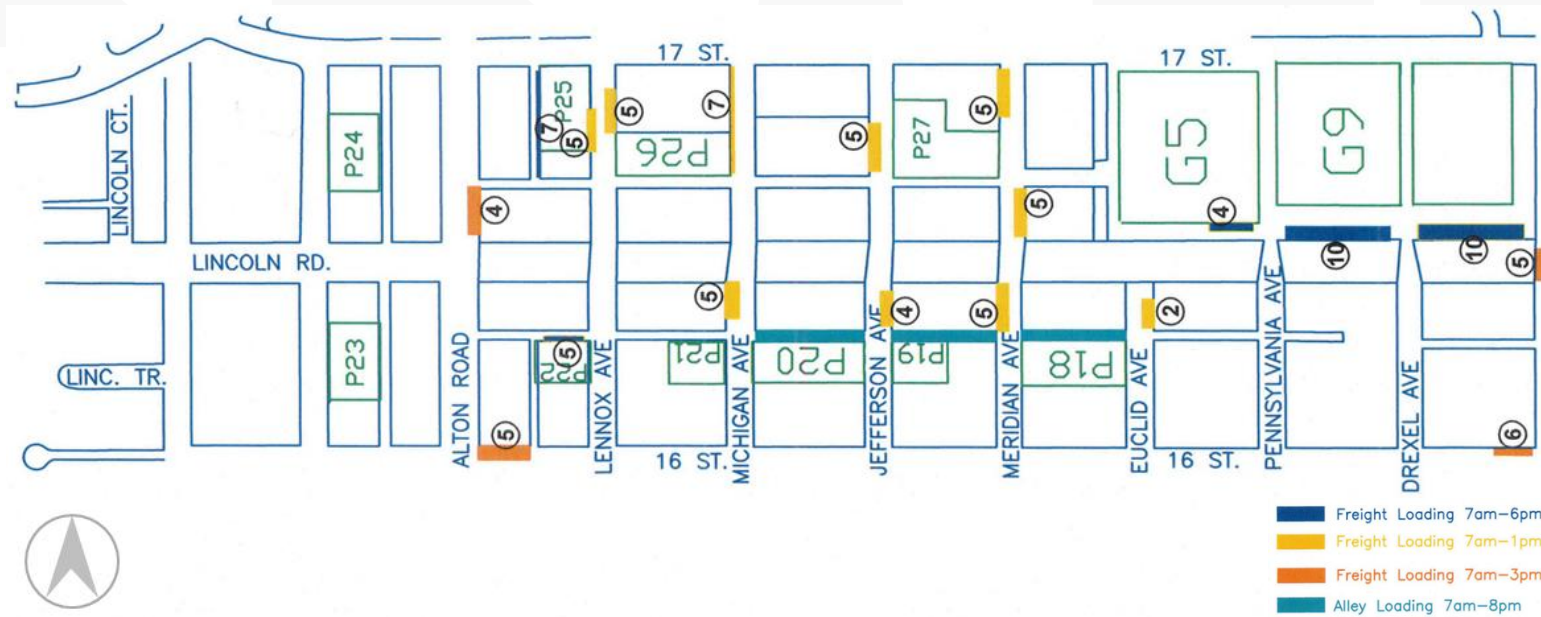 17 ST.
17 ST.
LINCOLN CT.
P24
P25
7
5
5
P26
7
5
P27
5
G5
G9
4
5
4
10
10
5
LINCOLN RD.
5
4
5
2
P23
5
P22
P21
P20
P19
P18
LINC. TR.
ALTON ROAD
LENNOX AVE
MICHIGAN AVE
JEFFERSON AVE
MERIDIAN AVE
EUCLID AVE
PENNSYLVANIA AVE
DREXEL AVE
5
6
16 ST.
16 ST.
Freight Loading 7am-6pm
Freight Loading 7am-1pm
Freight Loading 7am-3pm
Alley Loading 7am-8pm